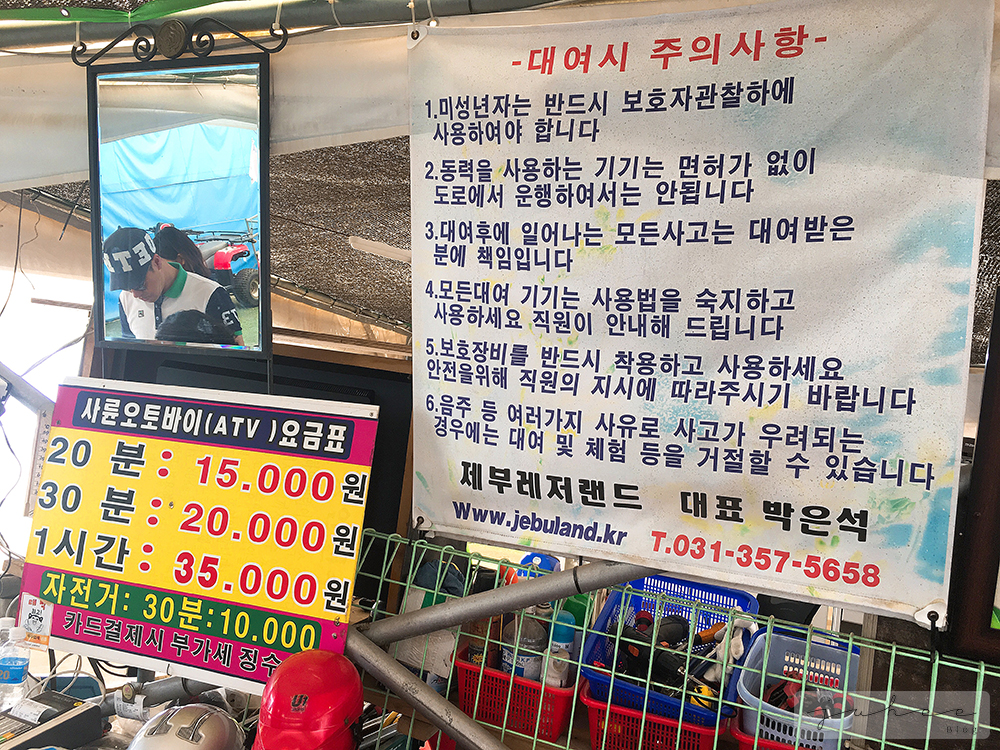 -대여시 주의사항-
1.미성년자는 반드시 보호자관찰하에
사용하여야 합니다
2.동력을 사용하는 기기는 면허가 없이
도로에서 운행하여서는 안됩니다
3.대여후에 일어나는 모든사고는 대여받은
분에 책임입니다
4.모든대여 기기는 사용법을 숙지하고
사용하세요 직원이 안내해 드립니다
5.보호장비를 반드시 착용하고 사용하세요
안전을위해 직원의 지시에 따라주시기 바랍니다
6.음주 등 여러가지 사유로 사고가 우려되는
경우에는 대여 및 체험 등을 거절할 수 있습니다
제부레저랜드 대표 박은석
Www.jebuland.kr T.031-357-5658
사륜오토바이(ATV)요금표
20 분: 15.000원
30 분: 20.000원
1시간: 35.000원
자전거: 30분:10.000
카드결제시 부가세 징수